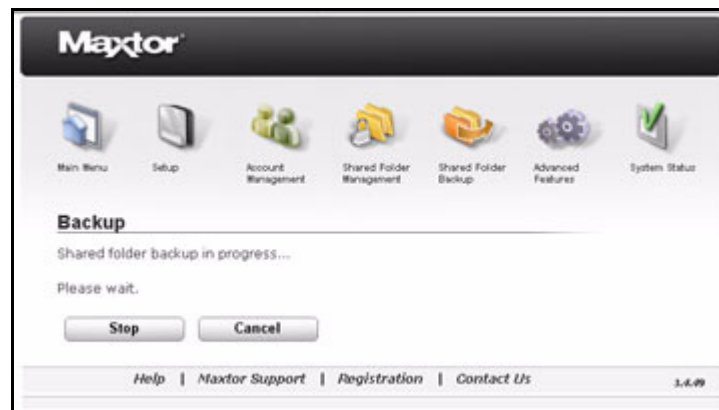 Maxtor
Main Menu
Setup
Account Management
Shared Folder Management
Shared Folder Backup
Advanced Features
System Status
Backup
Shared folder backup in progress...
Please wait.
Stop
Cancel
Help | Maxtor Support | Registration | Contact Us